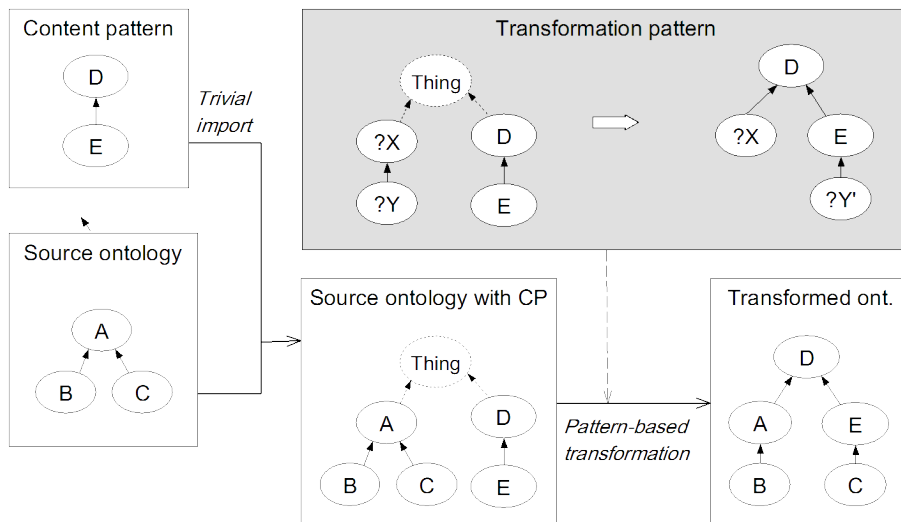 Content pattern
D
E
Trivial
import
Transformation pattern
Thing
?X
D
?Y
E
D
?X
E
?Y'
Source ontology
A
B
C
Source ontology with CP
Thing
A
D
B
C
E
Pattern-based
transformation
Transformed ont.
D
A
E
B
C